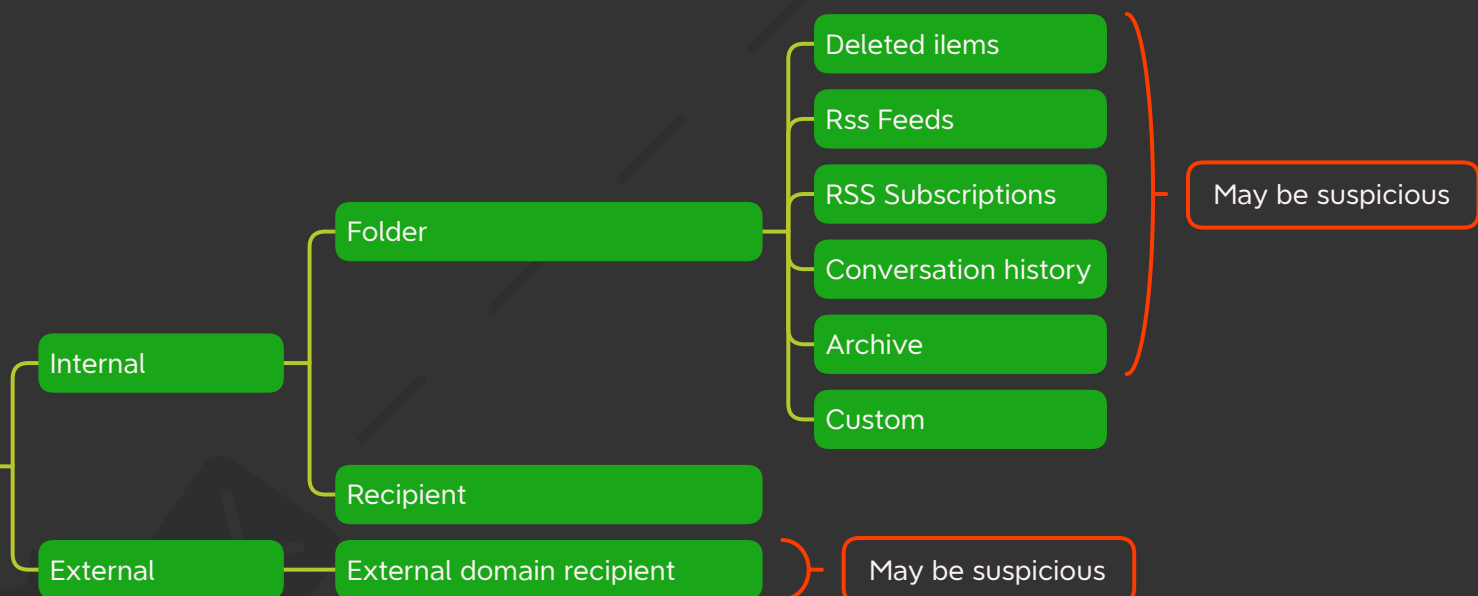 Deleted ilems
Rss Feeds
RSS Subscriptions
May be suspicious
Folder
Conversation history
Archive
Internal
Custom
Recipient
External
External domain recipient
May be suspicious